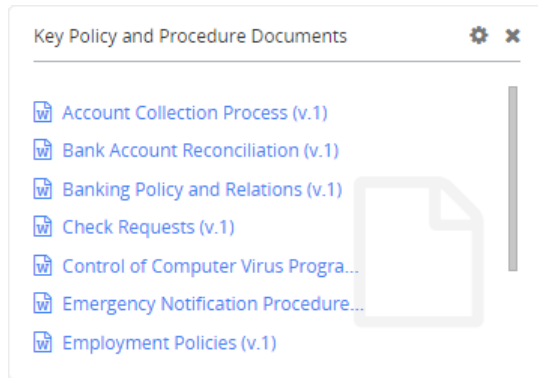 Key Policy and Procedure Documents
Account Collection Process (v.1)
Bank Account Reconciliation (v.1)
Banking Policy and Relations (v.1)
Check Requests (v.1)
Control of Computer Virus Progra...
Emergency Notification Procedure...
Employment Policies (v.1)